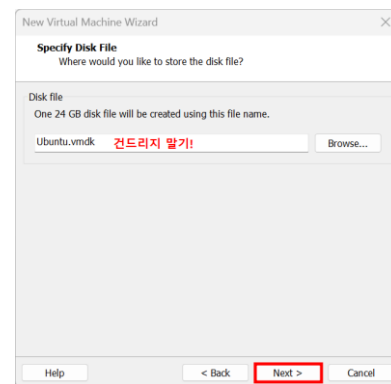 New Virtual Machine Wizard
Specify Disk File
Where would you like to store the disk file?
Disk file
One 24 GB disk file will be created using this file name.
Ubuntu.vmdk 건드리지 말기! Browse...
Help < Back Next > Cancel